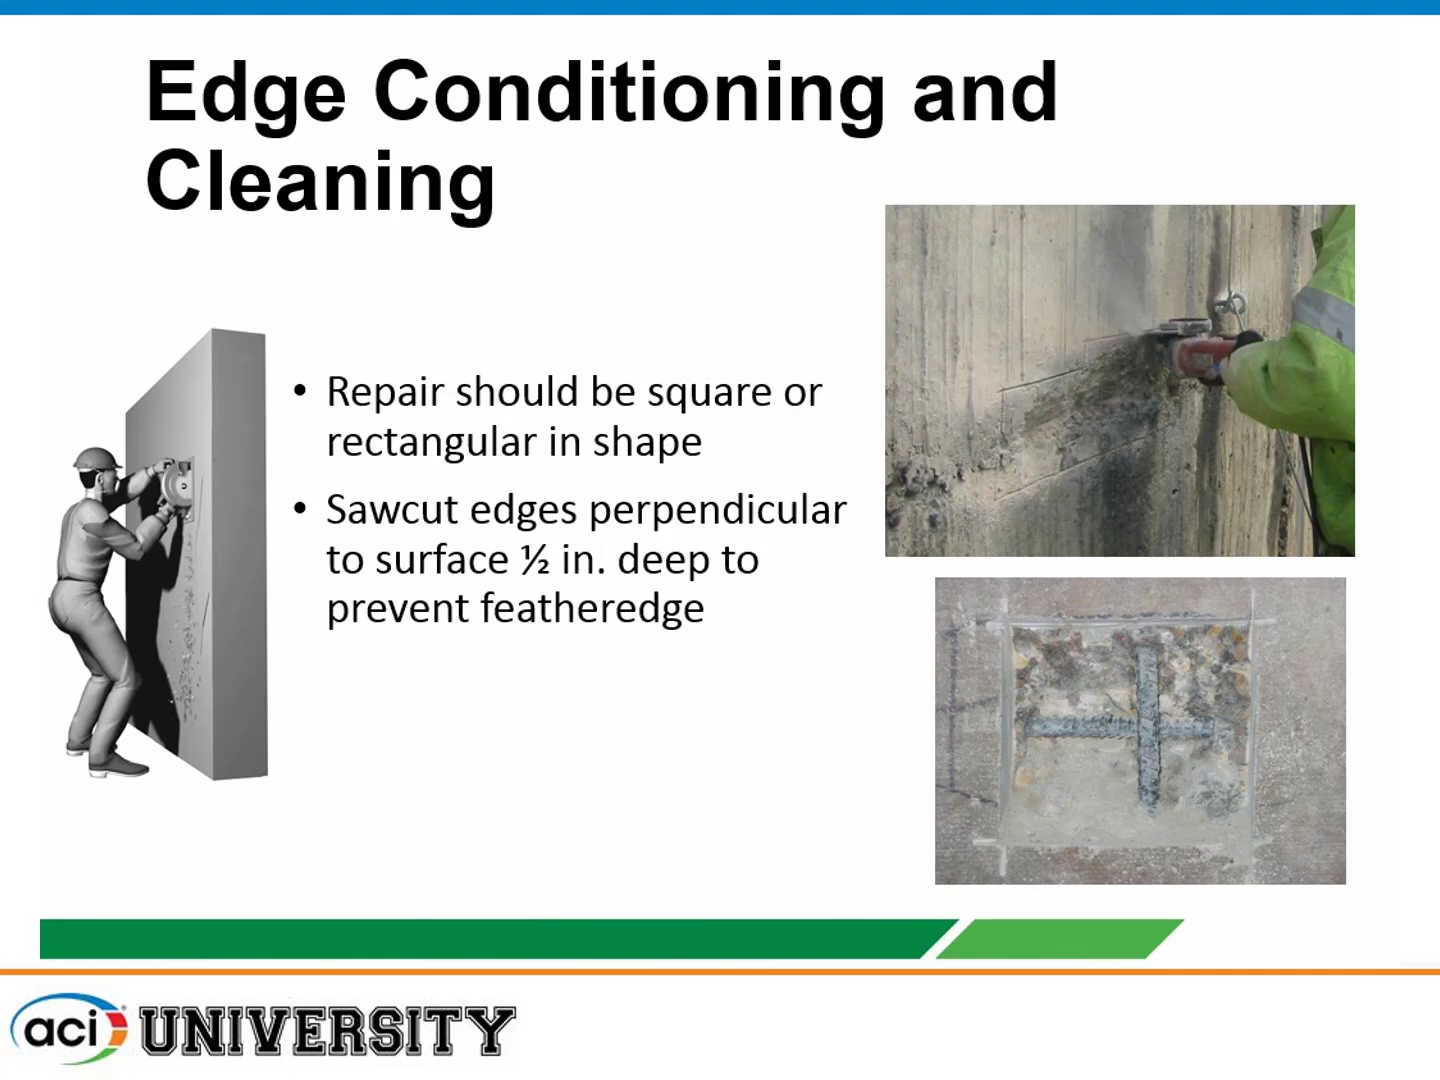 Edge Conditioning and
Cleaning
• Repair should be square or
rectangular in shape
• Sawcut edges perpendicular
to surface ½ in. deep to
prevent featheredge
aci UNIVERSITY